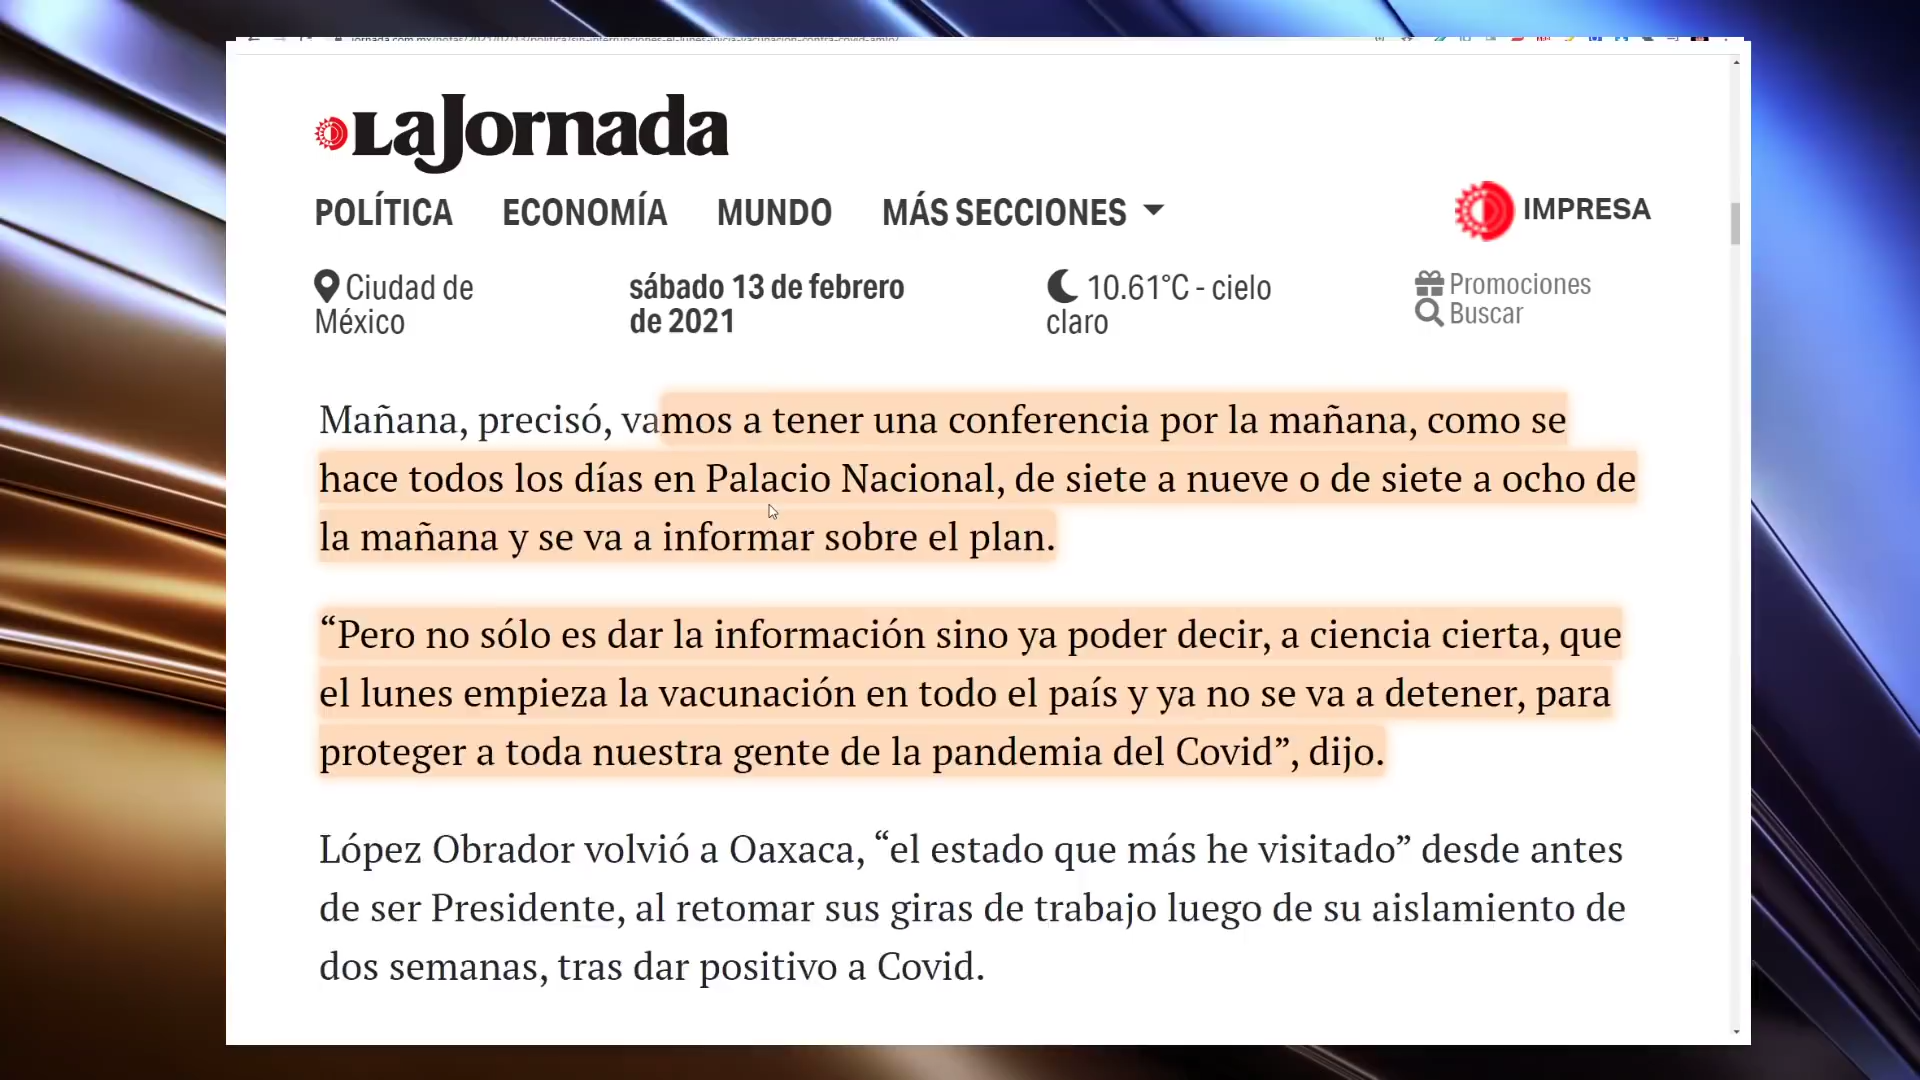 LaJornada
POLÍTICA ECONOMÍA MUNDO MÁS SECCIONES IMPRESA
Ciudad de México
sábado 13 de febrero de 2021
10.61°C - cielo claro
Promociones
Buscar
Mañana, precisó, vamos a tener una conferencia por la mañana, como se
hace todos los días en Palacio Nacional, de siete a nueve o de siete a ocho de
la mañana y se va a informar sobre el plan.
“Pero no sólo es dar la información sino ya poder decir, a ciencia cierta, que
el lunes empieza la vacunación en todo el país y ya no se va a detener, para
proteger a toda nuestra gente de la pandemia del Covid”, dijo.
López Obrador volvió a Oaxaca, “el estado que más he visitado” desde antes
de ser Presidente, al retomar sus giras de trabajo luego de su aislamiento de
dos semanas, tras dar positivo a Covid.